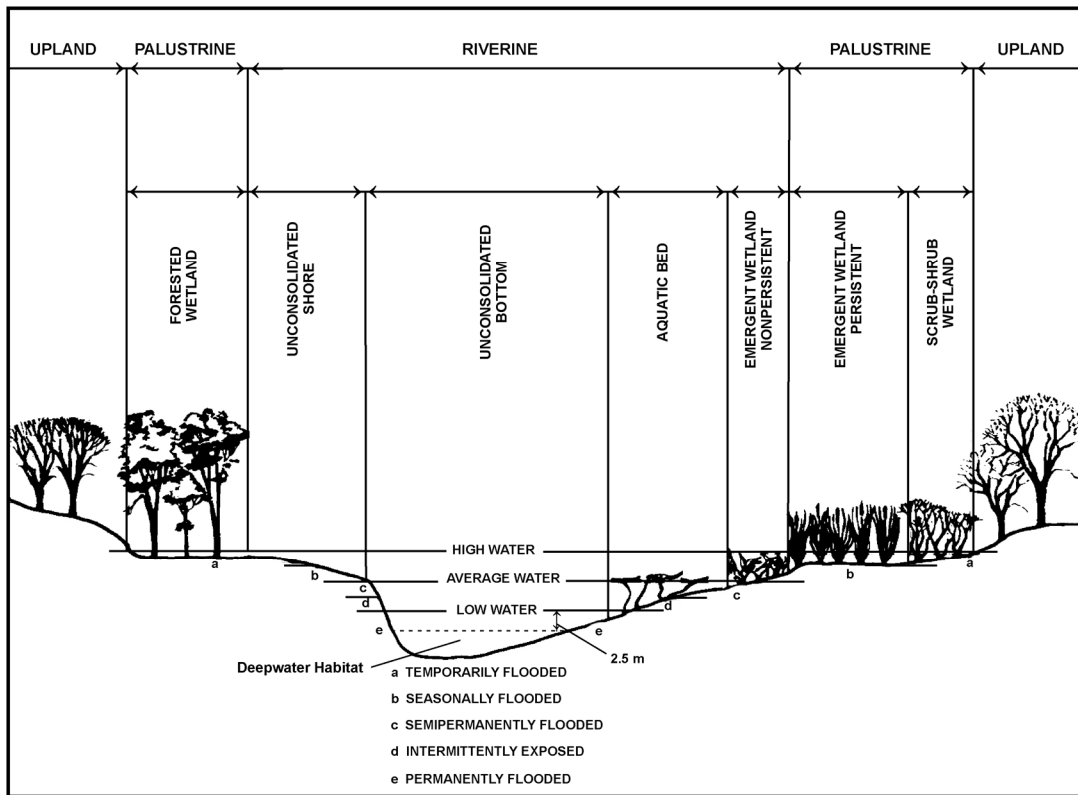 UPLAND
PALUSTRINE
RIVERINE
PALUSTRINE
UPLAND
FORESTED
WETLAND
UNCONSOLIDATED
SHORE
UNCONSOLIDATED
BOTTOM
AQUATIC BED
EMERGENT WETLAND
NONPERSISTENT
EMERGENT WETLAND
PERSISTENT
SCRUB-SHRUB
WETLAND
HIGH WATER
a
b
a
AVERAGE WATER
b
c
c
LOW WATER
d
d
e
e
2.5 m
Deepwater Habitat
a TEMPORARILY FLOODED
b SEASONALLY FLOODED
c SEMIPERMANENTLY FLOODED
d INTERMITTENTLY EXPOSED
e PERMANENTLY FLOODED